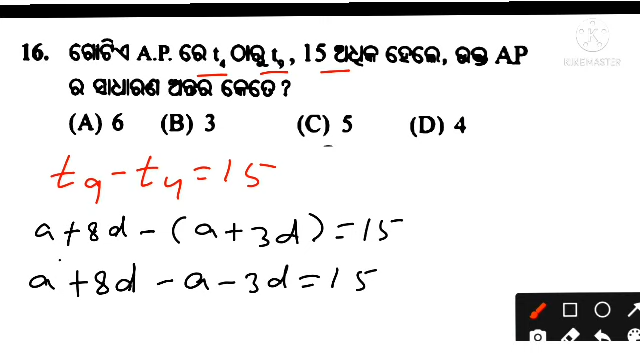 16. ଗୋଟିଏ A.P. ରେ t₄ ଠାରୁ t₉, 15 ଅଧିକ ହେଲେ, ଉକ୍ତ AP
ର ସାଧାରଣ ଅନ୍ତର କେତେ ?
(A) 6 (B) 3 (C) 5 (D) 4
t₉ - t₄ = 15
a + 8d - (a + 3d) = 15
a + 8d - a - 3d = 15
KINEMASTER